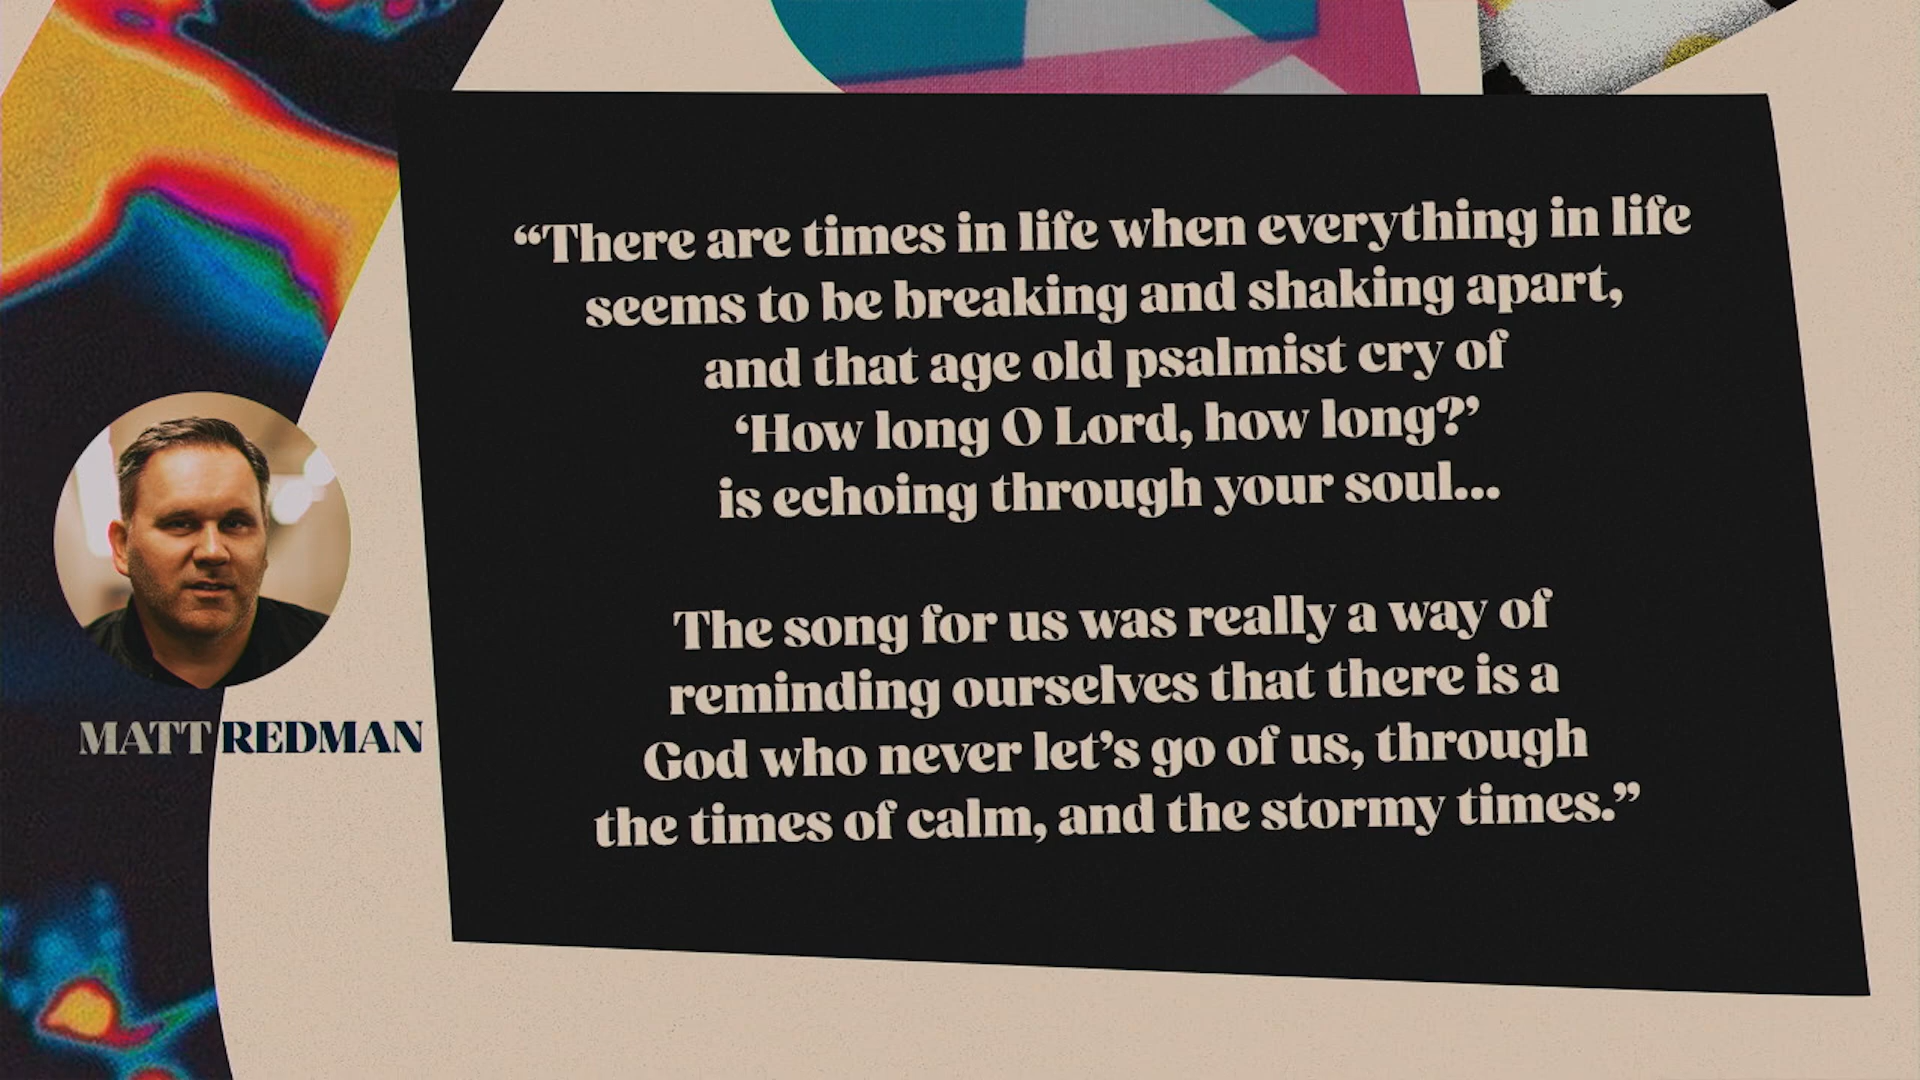 “There are times in life when everything in life
seems to be breaking and shaking apart,
and that age old psalmist cry of
‘How long O Lord, how long?’
is echoing through your soul...
The song for us was really a way of
reminding ourselves that there is a
God who never let’s go of us, through
the times of calm, and the stormy times.”
MATT REDMAN